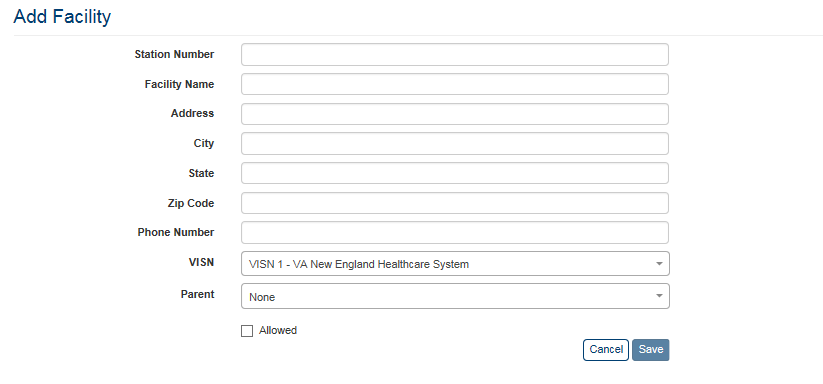 Add Facility
Station Number
Facility Name
Address
City
State
Zip Code
Phone Number
VISN VISN 1 - VA New England Healthcare System
Parent None
Allowed
Cancel Save